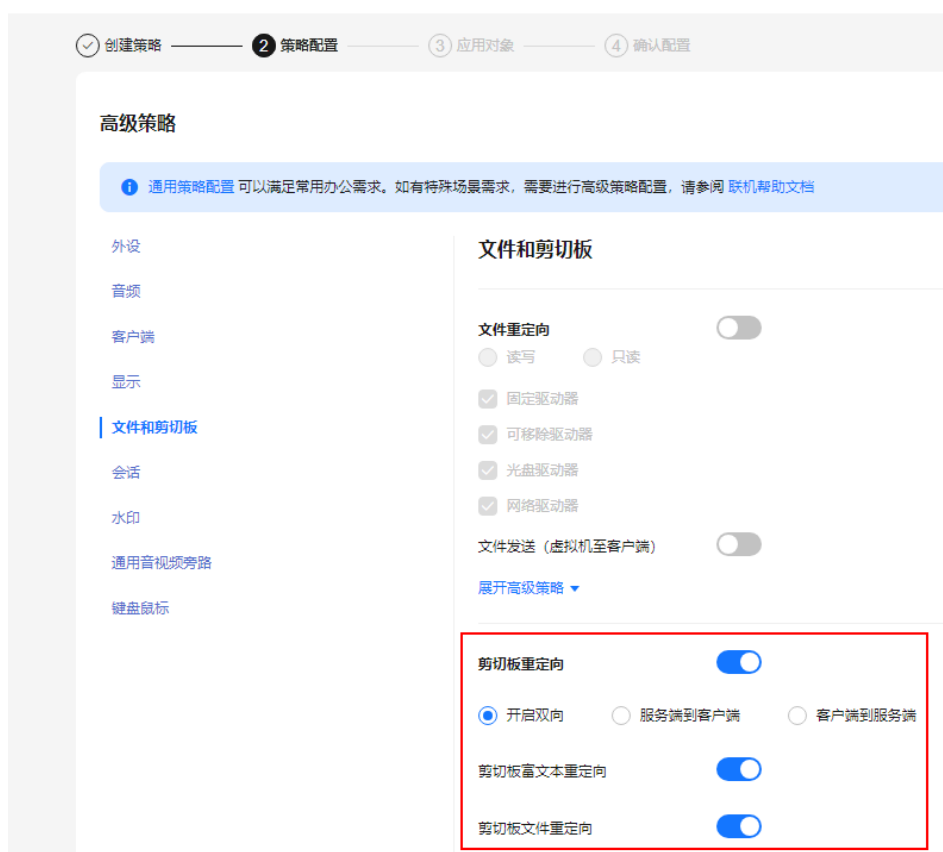 创建策略 2 策略配置 3 应用对象 4 确认配置
高级策略
通用策略配置 可以满足常用办公需求。如有特殊场景需求，需要进行高级策略配置，请参阅 联机帮助文档
外设
音频
客户端
显示
文件和剪切板
会话
水印
通用音视频旁路
键盘鼠标
文件和剪切板
文件重定向
读写 只读
固定驱动器
可移除驱动器
光盘驱动器
网络驱动器
文件发送（虚拟机至客户端）
展开高级策略
剪切板重定向
开启双向 服务端到客户端 客户端到服务端
剪切板富文本重定向
剪切板文件重定向